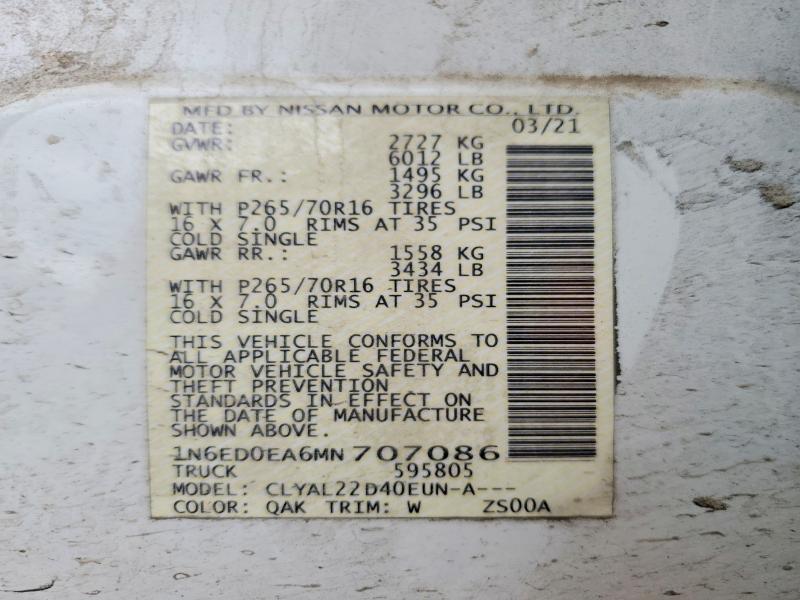 MFD BY NISSAN MOTOR CO., LTD.
DATE: 03/21
GVWR: 2727 KG
6012 LB
GAWR FR.: 1495 KG
3296 LB
WITH P265/70R16 TIRES
16 X 7.0 RIMS AT 35 PSI
COLD SINGLE
GAWR RR.: 1558 KG
3434 LB
WITH P265/70R16 TIRES
16 X 7.0 RIMS AT 35 PSI
COLD SINGLE
THIS VEHICLE CONFORMS TO
ALL APPLICABLE FEDERAL
MOTOR VEHICLE SAFETY AND
THEFT PREVENTION
STANDARDS IN EFFECT ON
THE DATE OF MANUFACTURE
SHOWN ABOVE.
1N6ED0EA6MN707086
TRUCK 595805
MODEL: CLYAL22D40EUN-A---
COLOR: QAK TRIM: W ZS00A